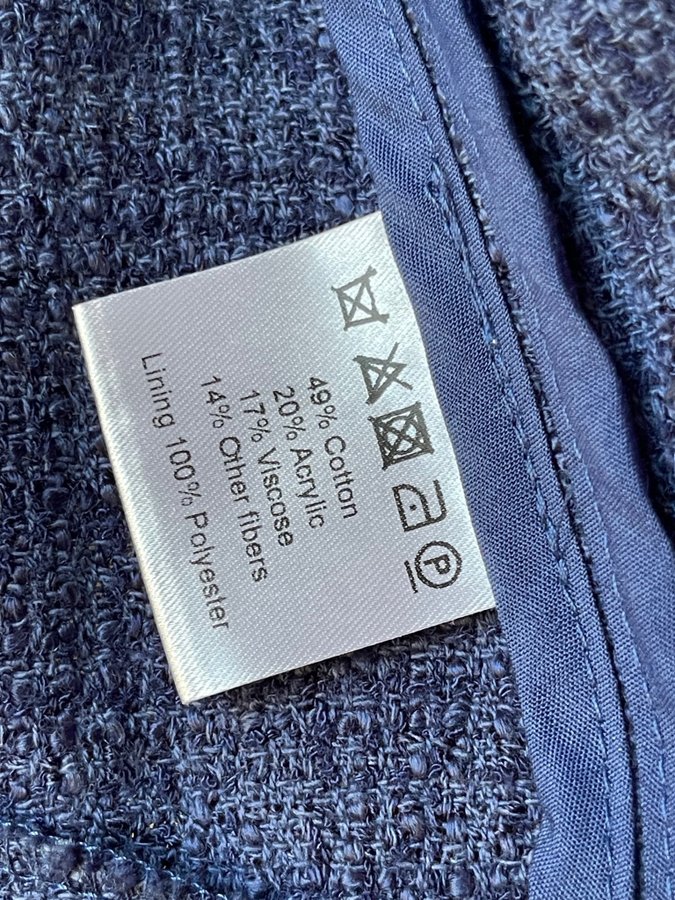 P
49% Cotton
20% Acrylic
17% Viscose
14% Other fibers
Lining 100% Polyester